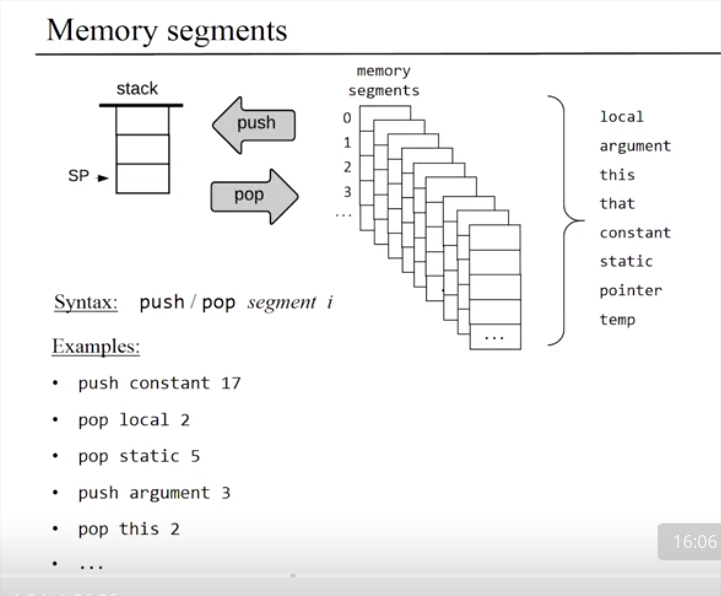 Memory segments
stack
push
pop
SP
memory
segments
0
1
2
3
...
...
local
argument
this
that
constant
static
pointer
temp
Syntax: push / pop segment i
Examples:
• push constant 17
• pop local 2
• pop static 5
• push argument 3
• pop this 2
• ...
16:06